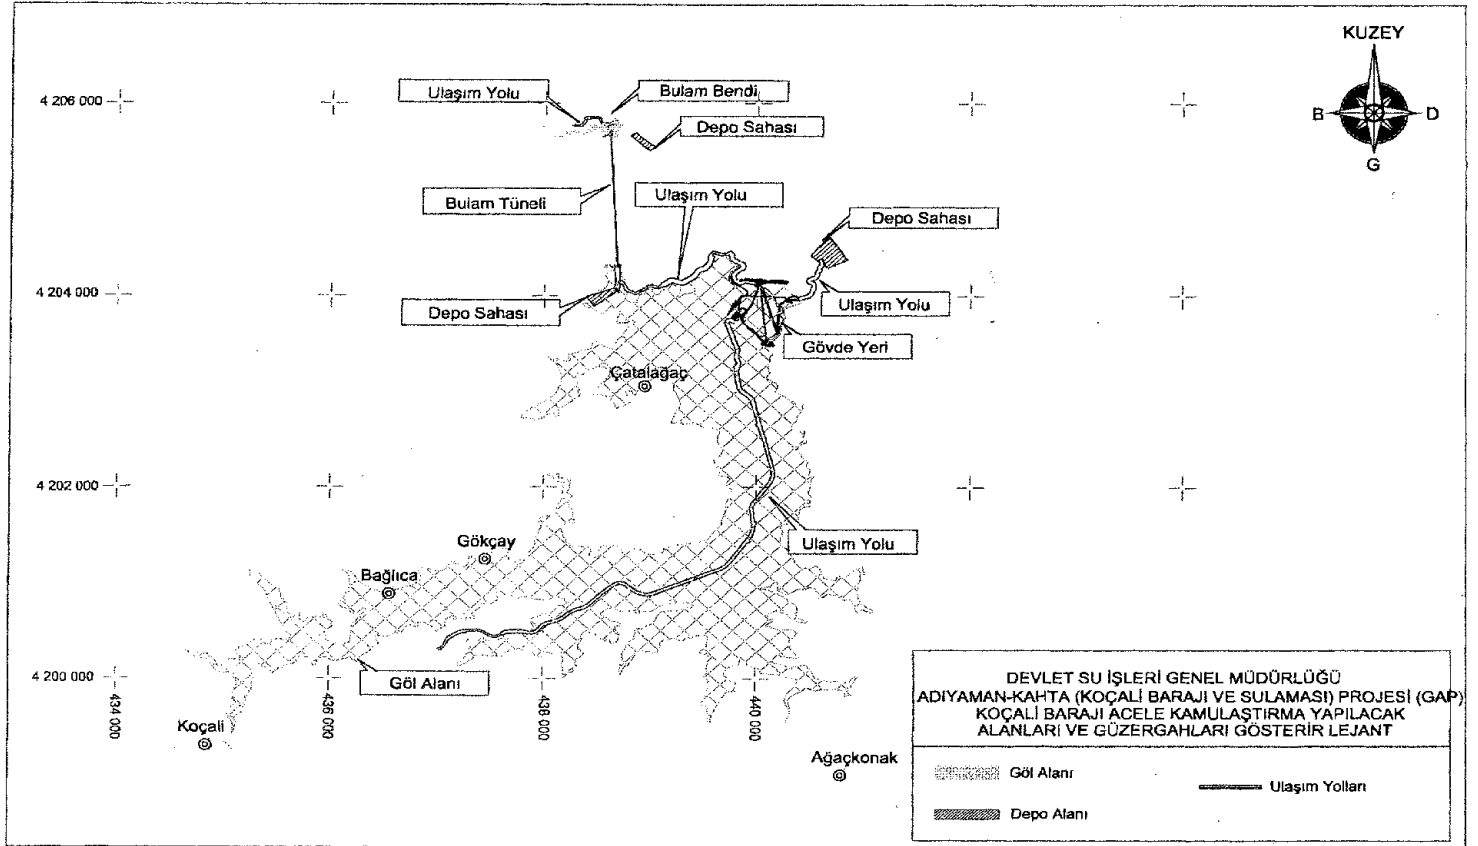 KUZEY
B
D
G
4 206 000
Ulaşım Yolu
Bulam Bendi
Depo Sahası
Bulam Tüneli
Ulaşım Yolu
Depo Sahası
4 204 000
Depo Sahası
Ulaşım Yolu
Gövde Yeri
Çatalağaç
4 202 000
Gökçay
Ulaşım Yolu
Bağlıca
4 200 000
Göl Alanı
434 000
436 000
438 000
440 000
Koçali
Ağaçkonak
DEVLET SU İŞLERİ GENEL MÜDÜRLÜĞÜ
ADIYAMAN-KAHTA (KOÇALİ BARAJI VE SULAMASI) PROJESİ (GAP)
KOÇALİ BARAJI ACELE KAMULAŞTIRMA YAPILACAK
ALANLARI VE GÜZERGAHLARI GÖSTERİR LEJANT
Göl Alanı
Ulaşım Yolları
Depo Alanı